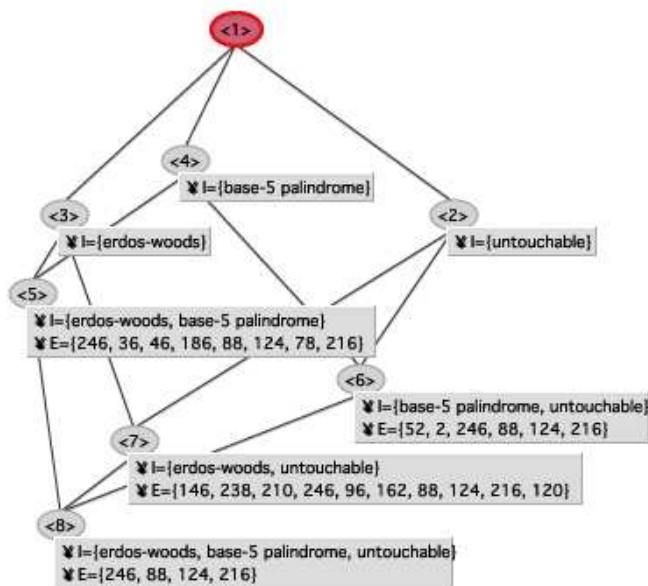 <1>
<4>
¥ I={base-5 palindrome}
<3>
<2>
¥ I={erdos-woods}
¥ I={untouchable}
<5>
¥ I={erdos-woods, base-5 palindrome}
¥ E={246, 36, 46, 186, 88, 124, 78, 216}
<6>
¥ I={base-5 palindrome, untouchable}
¥ E={52, 2, 246, 88, 124, 216}
<7>
¥ I={erdos-woods, untouchable}
¥ E={146, 238, 210, 246, 96, 162, 88, 124, 216, 120}
<8>
¥ I={erdos-woods, base-5 palindrome, untouchable}
¥ E={246, 88, 124, 216}